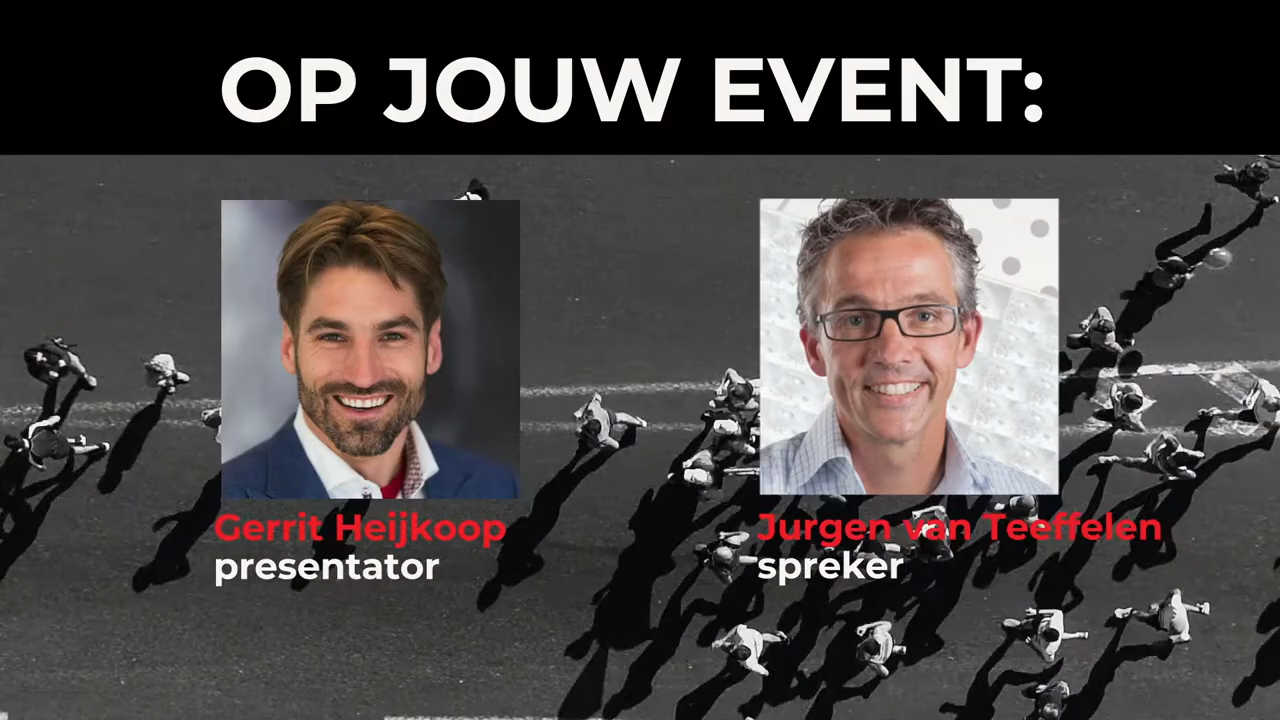 OP JOUW EVENT:
Gerrit Heijkoop
presentator
Jurgen van Teeffelen
spreker